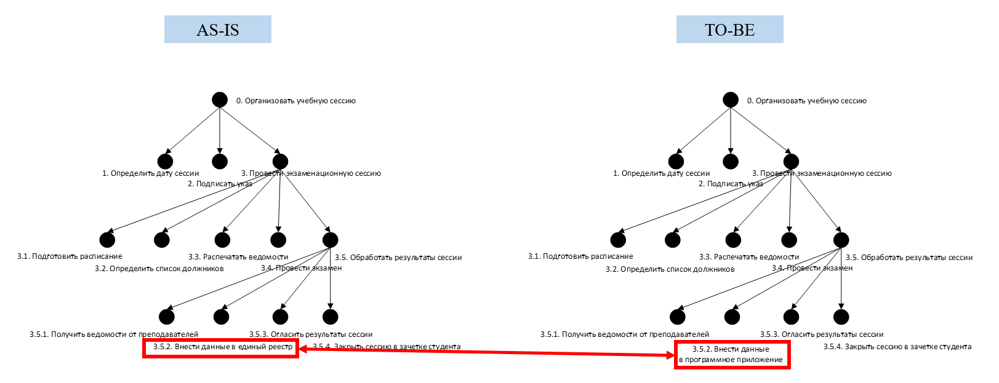 AS-IS
TO-BE
0. Организовать учебную сессию
0. Организовать учебную сессию
1. Определить дату сессии
3. Провести экзаменационную сессию
2. Подписать указ
1. Определить дату сессии
3. Провести экзаменационную сессию
2. Подписать указ
3.1. Подготовить расписание
3.3. Распечатать ведомости
3.5. Обработать результаты сессии
3.2. Определить список должников
3.4. Провести экзамен
3.1. Подготовить расписание
3.3. Распечатать ведомости
3.5. Обработать результаты сессии
3.2. Определить список должников
3.4. Провести экзамен
3.5.1. Получить ведомости от преподавателей
3.5.3. Огласить результаты сессии
3.5.2. Внести данные в единый реестр
3.5.4. Закрыть сессию в зачетке студента
3.5.1. Получить ведомости от преподавателей
3.5.3. Огласить результаты сессии
3.5.2. Внести данные
в программное приложение
3.5.4. Закрыть сессию в зачетке студента